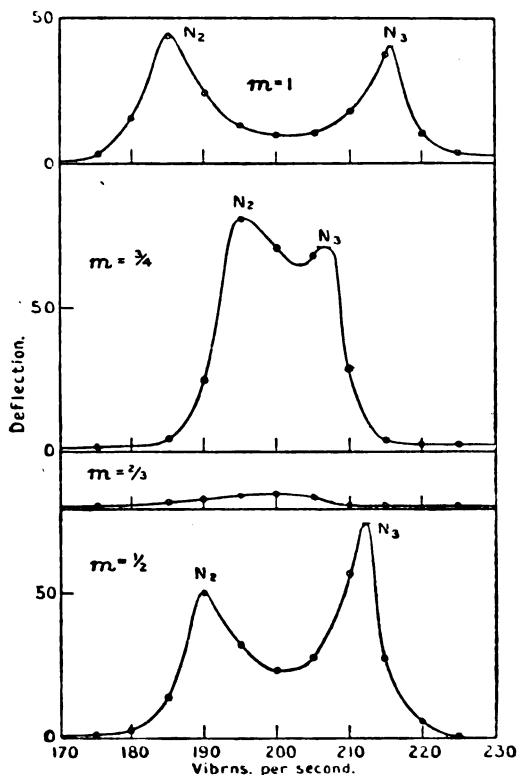 50
N₂
N₃
m=1
0
N₂
N₃
m = ¾
50
Deflection.
0
m = ⅔
N₃
m = ½
N₂
50
0
170 180 190 200 210 220 230
Vibrns. per second.